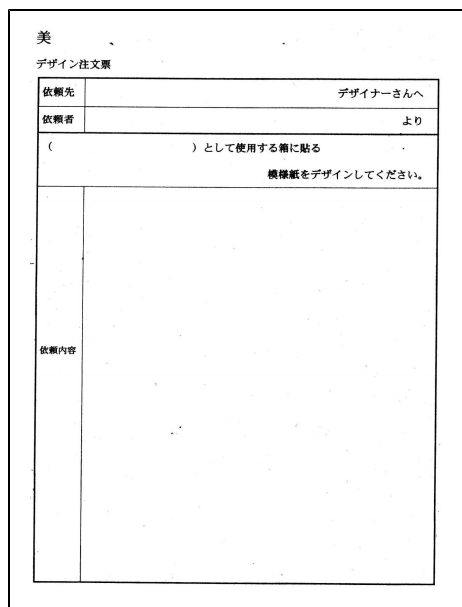 美
デザイン注文票
依頼先 デザイナーさんへ
依頼者 より
( )として使用する箱に貼る
模様紙をデザインしてください。
依頼内容